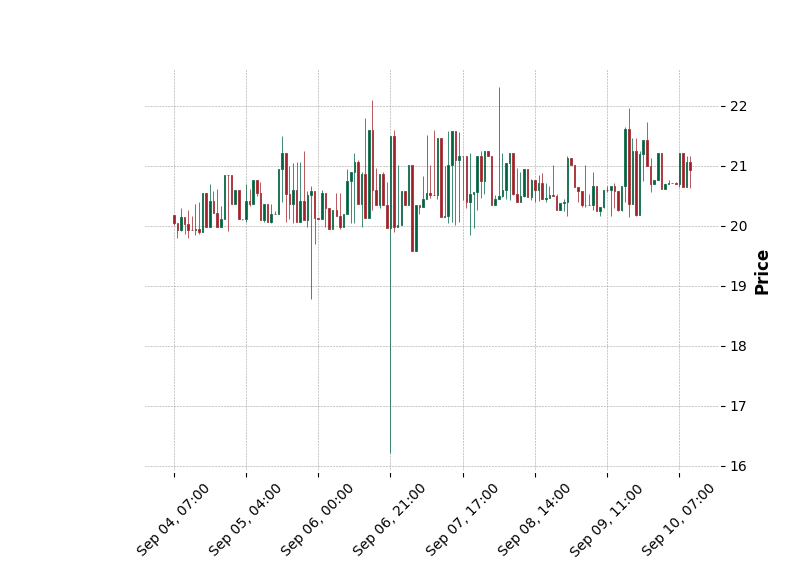 22
21
20
19
18
17
16
Price
Sep 04, 07:00
Sep 05, 04:00
Sep 06, 00:00
Sep 06, 21:00
Sep 07, 17:00
Sep 08, 14:00
Sep 09, 11:00
Sep 10, 07:00